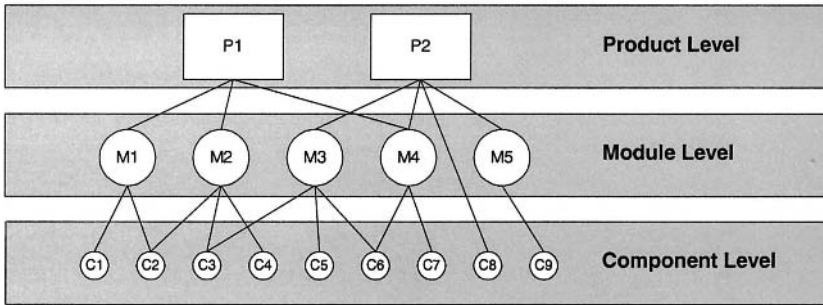 P1 P2 Product Level
M1 M2 M3 M4 M5 Module Level
C1 C2 C3 C4 C5 C6 C7 C8 C9 Component Level